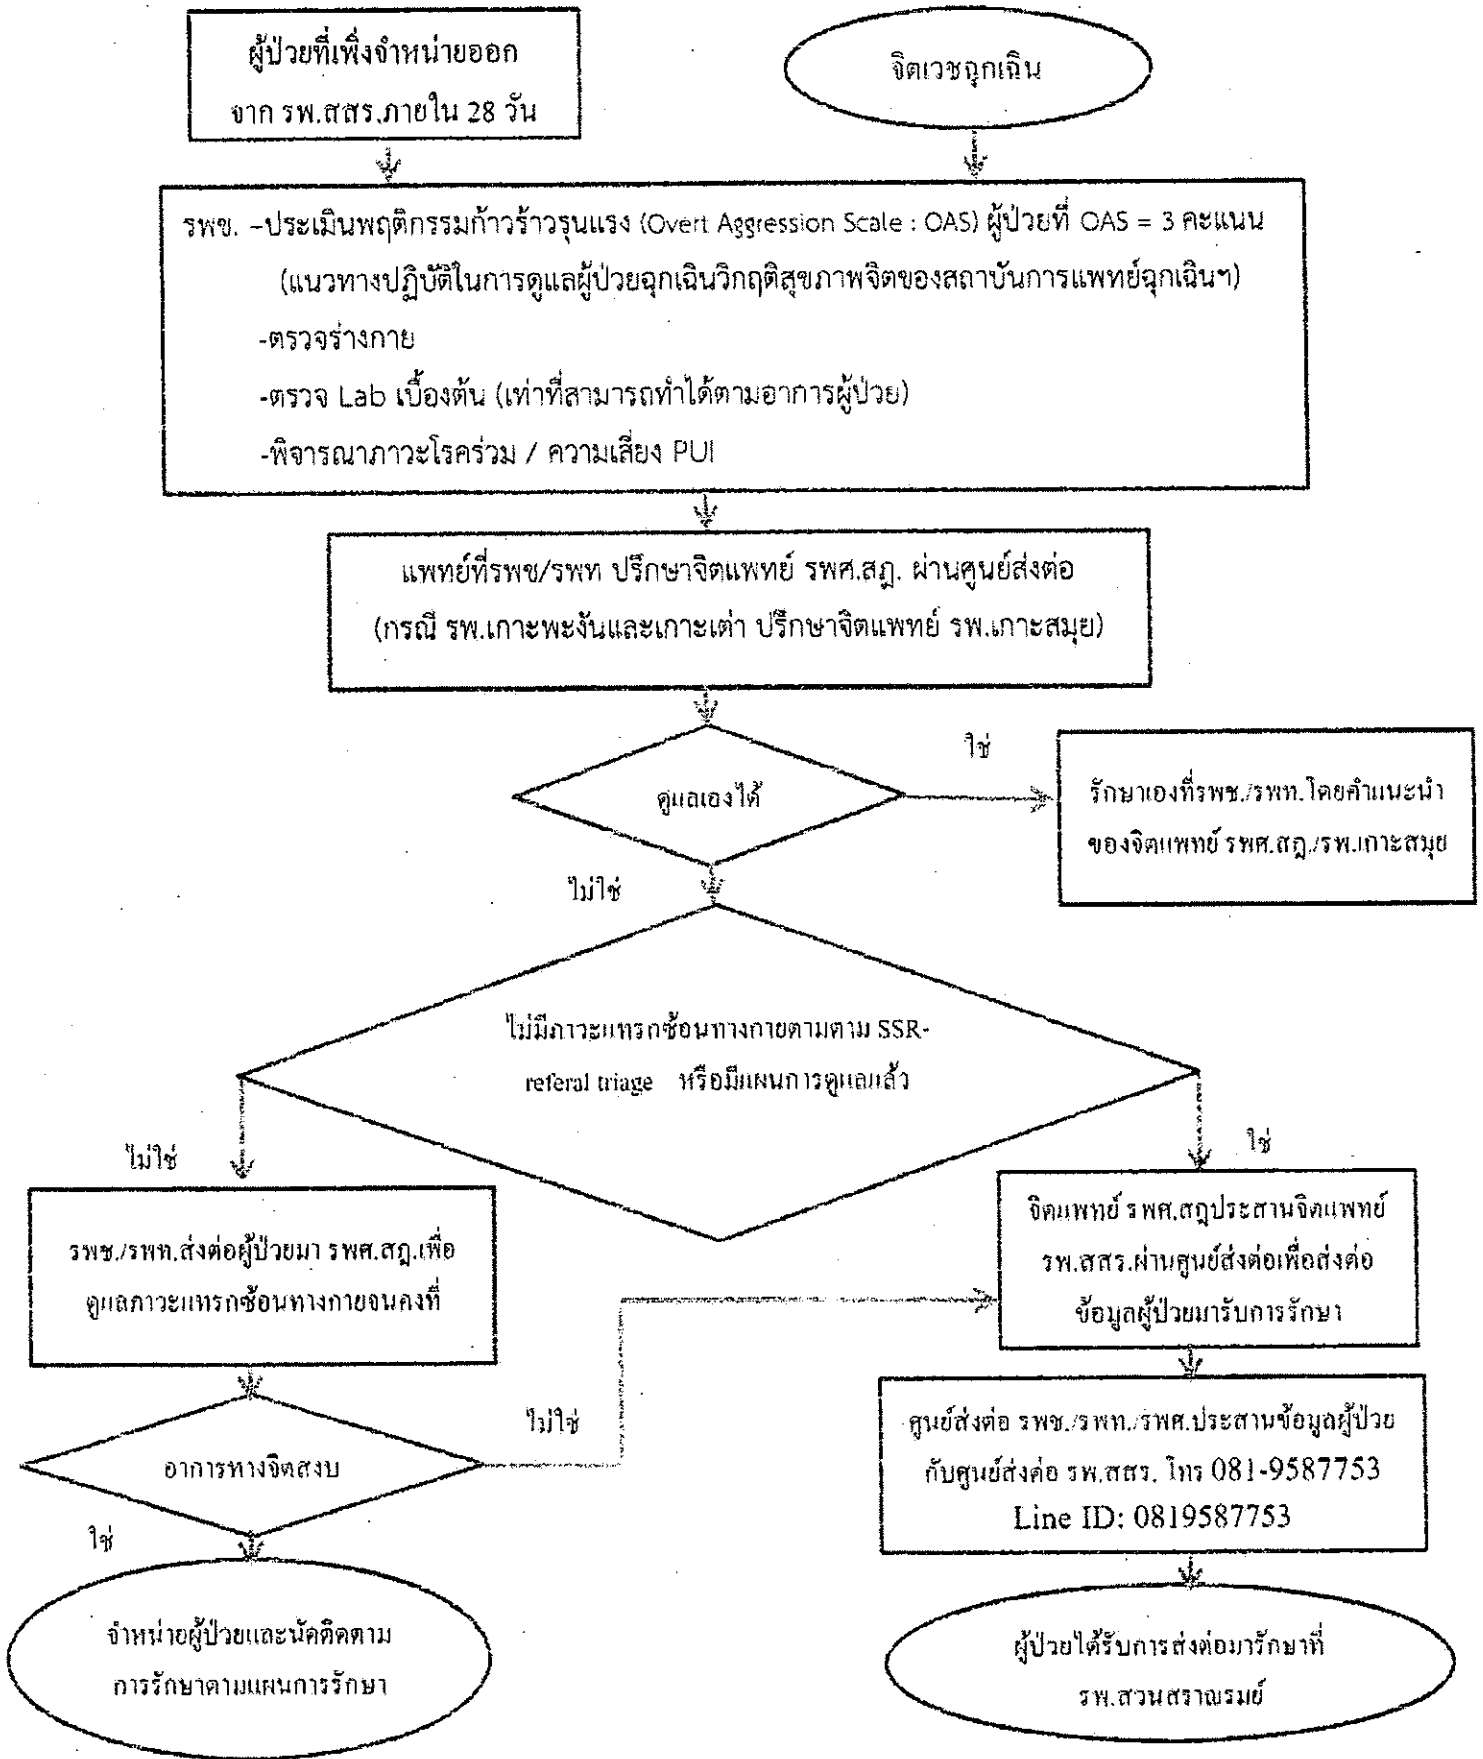 ผู้ป่วยที่เพิ่งจำหน่ายออก
จาก รพ.สสร.ภายใน 28 วัน
จิตเวชฉุกเฉิน
รพช. -ประเมินพฤติกรรมก้าวร้าวรุนแรง (Overt Aggression Scale : OAS) ผู้ป่วยที่ OAS = 3 คะแนน
(แนวทางปฏิบัติในการดูแลผู้ป่วยฉุกเฉินวิกฤติสุขภาพจิตของสถาบันการแพทย์ฉุกเฉินฯ)
-ตรวจร่างกาย
-ตรวจ Lab เบื้องต้น (เท่าที่สามารถทำได้ตามอาการผู้ป่วย)
-พิจารณาภาวะโรคร่วม / ความเสี่ยง PUI
แพทย์ที่รพช/รพท ปรึกษาจิตแพทย์ รพศ.สฎ. ผ่านศูนย์ส่งต่อ
(กรณี รพ.เกาะพะงันและเกาะเต่า ปรึกษาจิตแพทย์ รพ.เกาะสมุย)
ดูแลเองได้
ใช่
รักษาเองที่รพช./รพท.โดยคำแนะนำ
ของจิตแพทย์ รพศ.สฎ./รพ.เกาะสมุย
ไม่ใช่
ไม่มีภาวะแทรกซ้อนทางกายตามตาม SSR-
referal triage หรือมีแผนการดูแลแล้ว
ไม่ใช่
ใช่
รพช./รพท.ส่งต่อผู้ป่วยมา รพศ.สฎ.เพื่อ
ดูแลภาวะแทรกซ้อนทางกายจนคงที่
จิตแพทย์ รพศ.สฎประสานจิตแพทย์
รพ.สสร.ผ่านศูนย์ส่งต่อเพื่อส่งต่อ
ข้อมูลผู้ป่วยมารับการรักษา
อาการทางจิตสงบ
ไม่ใช่
ศูนย์ส่งต่อ รพช./รพท./รพศ.ประสานข้อมูลผู้ป่วย
กับศูนย์ส่งต่อ รพ.สสร. โทร 081-9587753
Line ID: 0819587753
ใช่
จำหน่ายผู้ป่วยและนัดติดตาม
การรักษาตามแผนการรักษา
ผู้ป่วยได้รับการส่งต่อมารักษาที่
รพ.สวนสราญรมย์